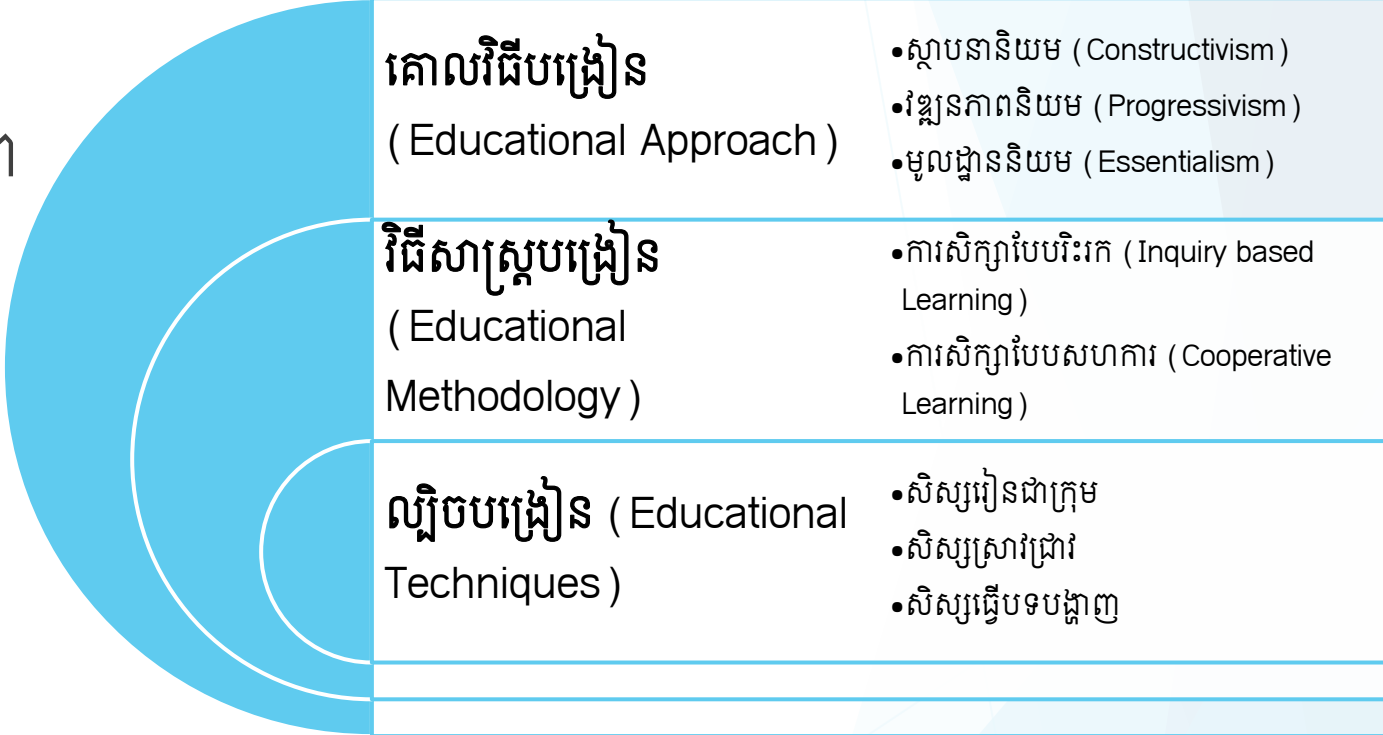 គោលវិធីបង្រៀន
(Educational Approach)
•ស្ថាបនានិយម (Constructivism)
•វឌ្ឍនភាពនិយម (Progressivism)
•មូលដ្ឋាននិយម (Essentialism)
វិធីសាស្ត្របង្រៀន
(Educational
Methodology)
•ការសិក្សាបែបរិះរក (Inquiry based
Learning)
•ការសិក្សាបែបសហការ (Cooperative
Learning)
ល្បិចបង្រៀន (Educational
Techniques)
•សិស្សរៀនជាក្រុម
•សិស្សស្រាវជ្រាវ
•សិស្សធ្វើបទបង្ហាញ